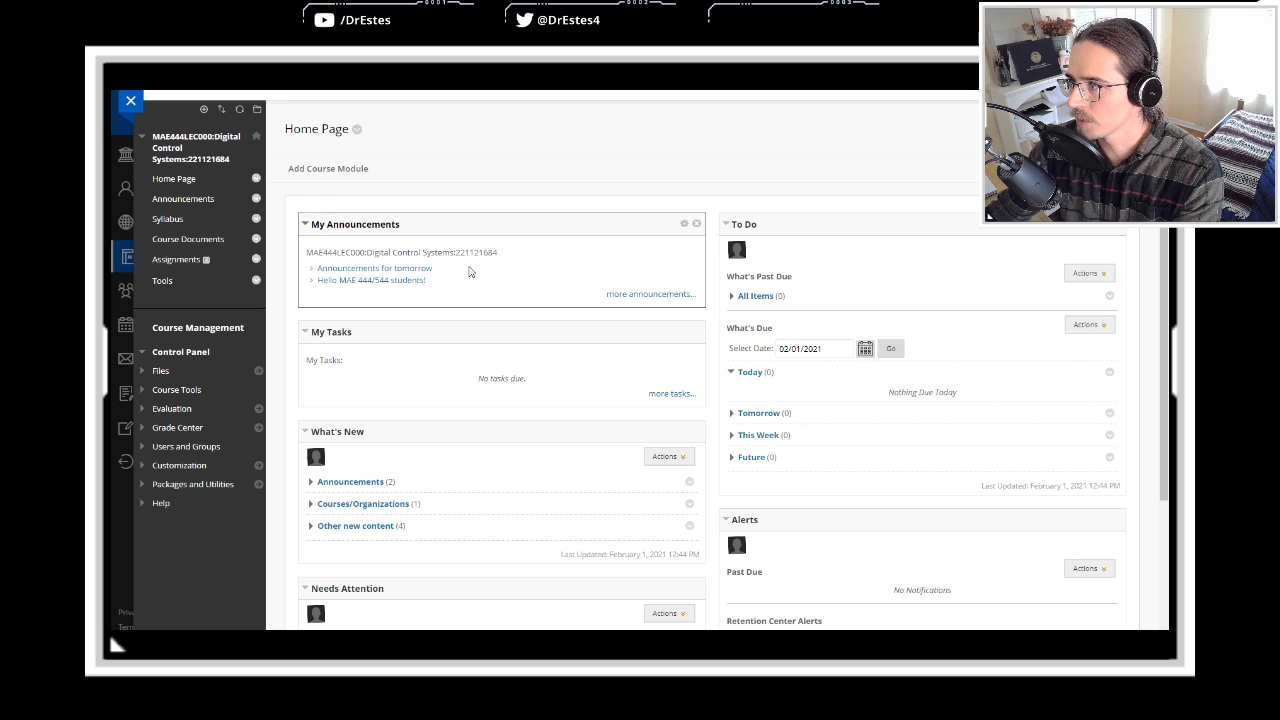 0001
0002
0003
/DrEstes
@DrEstes4
MAE444LEC000:Digital
Control
Systems:221121684
Home Page
Announcements
Syllabus
Course Documents
Assignments
Tools
Course Management
Control Panel
Files
Course Tools
Evaluation
Grade Center
Users and Groups
Customization
Packages and Utilities
Help
Home Page
Add Course Module
My Announcements
MAE444LEC000:Digital Control Systems:221121684
Announcements for tomorrow
Hello MAE 444/544 students!
more announcements...
My Tasks
My Tasks:
No tasks due.
more tasks...
What's New
Actions
Announcements (2)
Courses/Organizations (1)
Other new content (4)
Last Updated: February 1, 2021 12:44 PM
Needs Attention
Actions
To Do
What's Past Due
Actions
All Items (0)
What's Due
Actions
Select Date: 02/01/2021 Go
Today (0)
Nothing Due Today
Tomorrow (0)
This Week (0)
Future (0)
Last Updated: February 1, 2021 12:44 PM
Alerts
Past Due
Actions
No Notifications
Retention Center Alerts